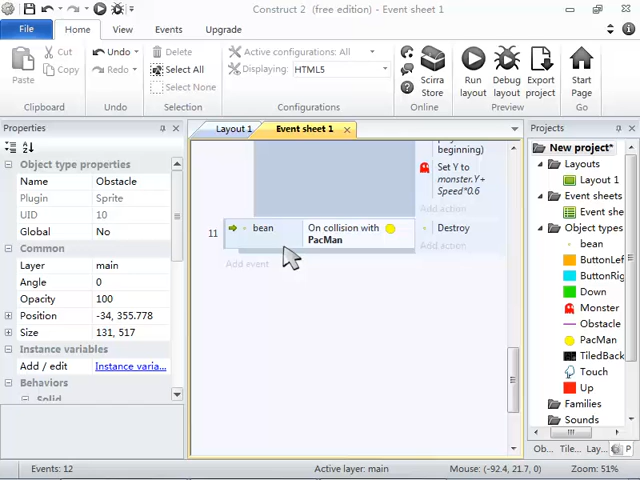 Construct 2 (free edition) - Event sheet 1
File Home View Events Upgrade
Paste
Cut
Copy
Clipboard
Undo
Redo
Undo
Delete
Select All
Select None
Selection
Active configurations: All
Displaying: HTML5
Configurations
Scirra Store
Online
Run layout
Debug layout
Export project
Preview
Start Page
Go
Properties
Object type properties
Name Obstacle
Plugin Sprite
UID 10
Global No
Common
Layer main
Angle 0
Opacity 100
Position -34, 355.778
Size 131, 517
Instance variables
Add / edit Instance varia...
Behaviors
Solid
Layout 1
Event sheet 1
beginning)
Set Y to
monster.Y+
Speed*0.6
Add action
11
bean
On collision with
PacMan
Destroy
Add action
Add event
Projects
New project*
Layouts
Layout 1
Event sheets
Event she
Object types
bean
ButtonLef
ButtonRigh
Down
Monster
Obstacle
PacMan
TiledBack
Touch
Up
Families
Sounds
Ob... Tile... Lay... P
Events: 12
Active layer: main
Mouse: (-92.4, 21.7, 0)
Zoom: 51%